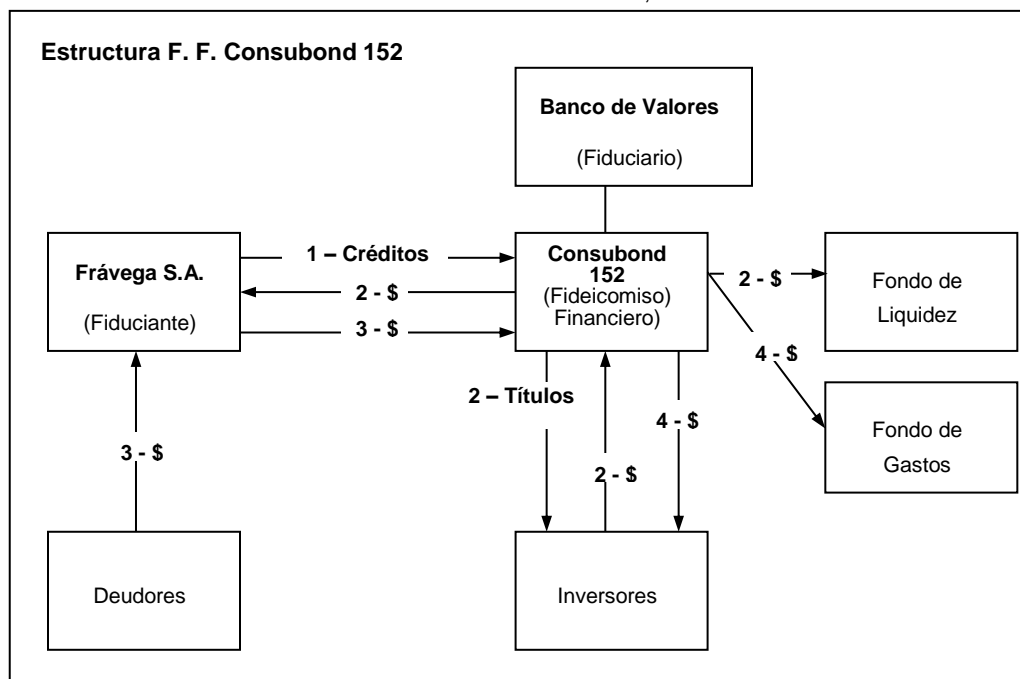 Estructura F. F. Consubond 152
Banco de Valores
(Fiduciario)
Frávega S.A.
(Fiduciante)
1 – Créditos
2 - $
3 - $
Consubond
152
(Fideicomiso)
Financiero)
2 - $
Fondo de
Liquidez
4 - $
Fondo de
Gastos
2 – Títulos
4 - $
2 - $
3 - $
Deudores
Inversores